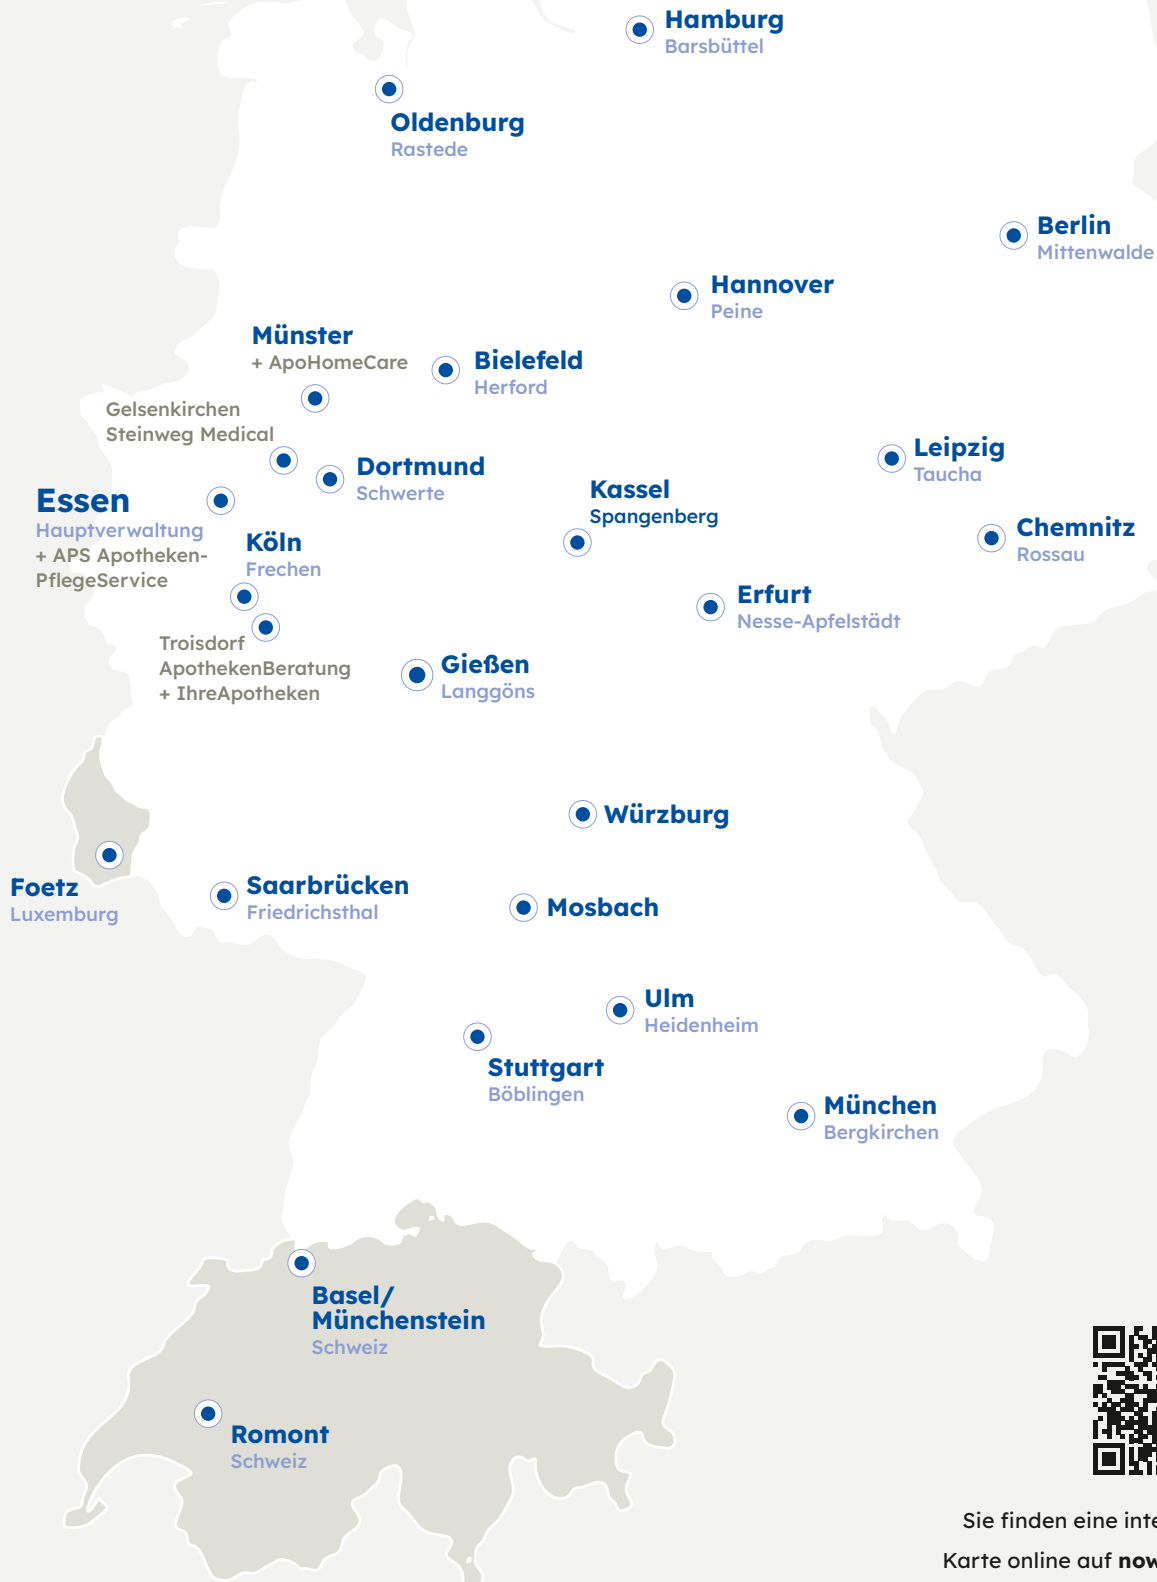 Hamburg
Barsbüttel
Oldenburg
Rastede
Berlin
Mittenwalde
Hannover
Peine
Münster
+ ApoHomeCare
Bielefeld
Herford
Gelsenkirchen
Steinweg Medical
Dortmund
Schwerte
Leipzig
Taucha
Kassel
Spangenberg
Essen
Hauptverwaltung
+ APS Apotheken-
PflegeService
Köln
Frechen
Chemnitz
Rossau
Erfurt
Nesse-Apfelstädt
Troisdorf
ApothekenBeratung
+ IhreApotheken
Gießen
Langgöns
Würzburg
Foetz
Luxemburg
Saarbrücken
Friedrichsthal
Mosbach
Ulm
Heidenheim
Stuttgart
Böblingen
München
Bergkirchen
Basel/
Münchenstein
Schweiz
Romont
Schweiz
Sie finden eine
Karte online auf